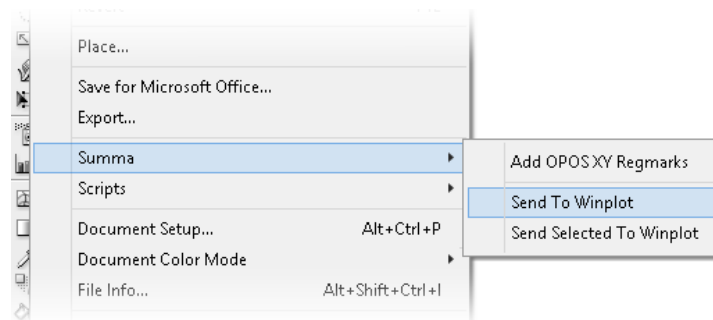 Place...
Save for Microsoft Office...
Export...
Summa
Scripts
Document Setup... Alt+Ctrl+P
Document Color Mode
File Info... Alt+Shift+Ctrl+I
Add OPOS XY Regmarks
Send To Winplot
Send Selected To Winplot